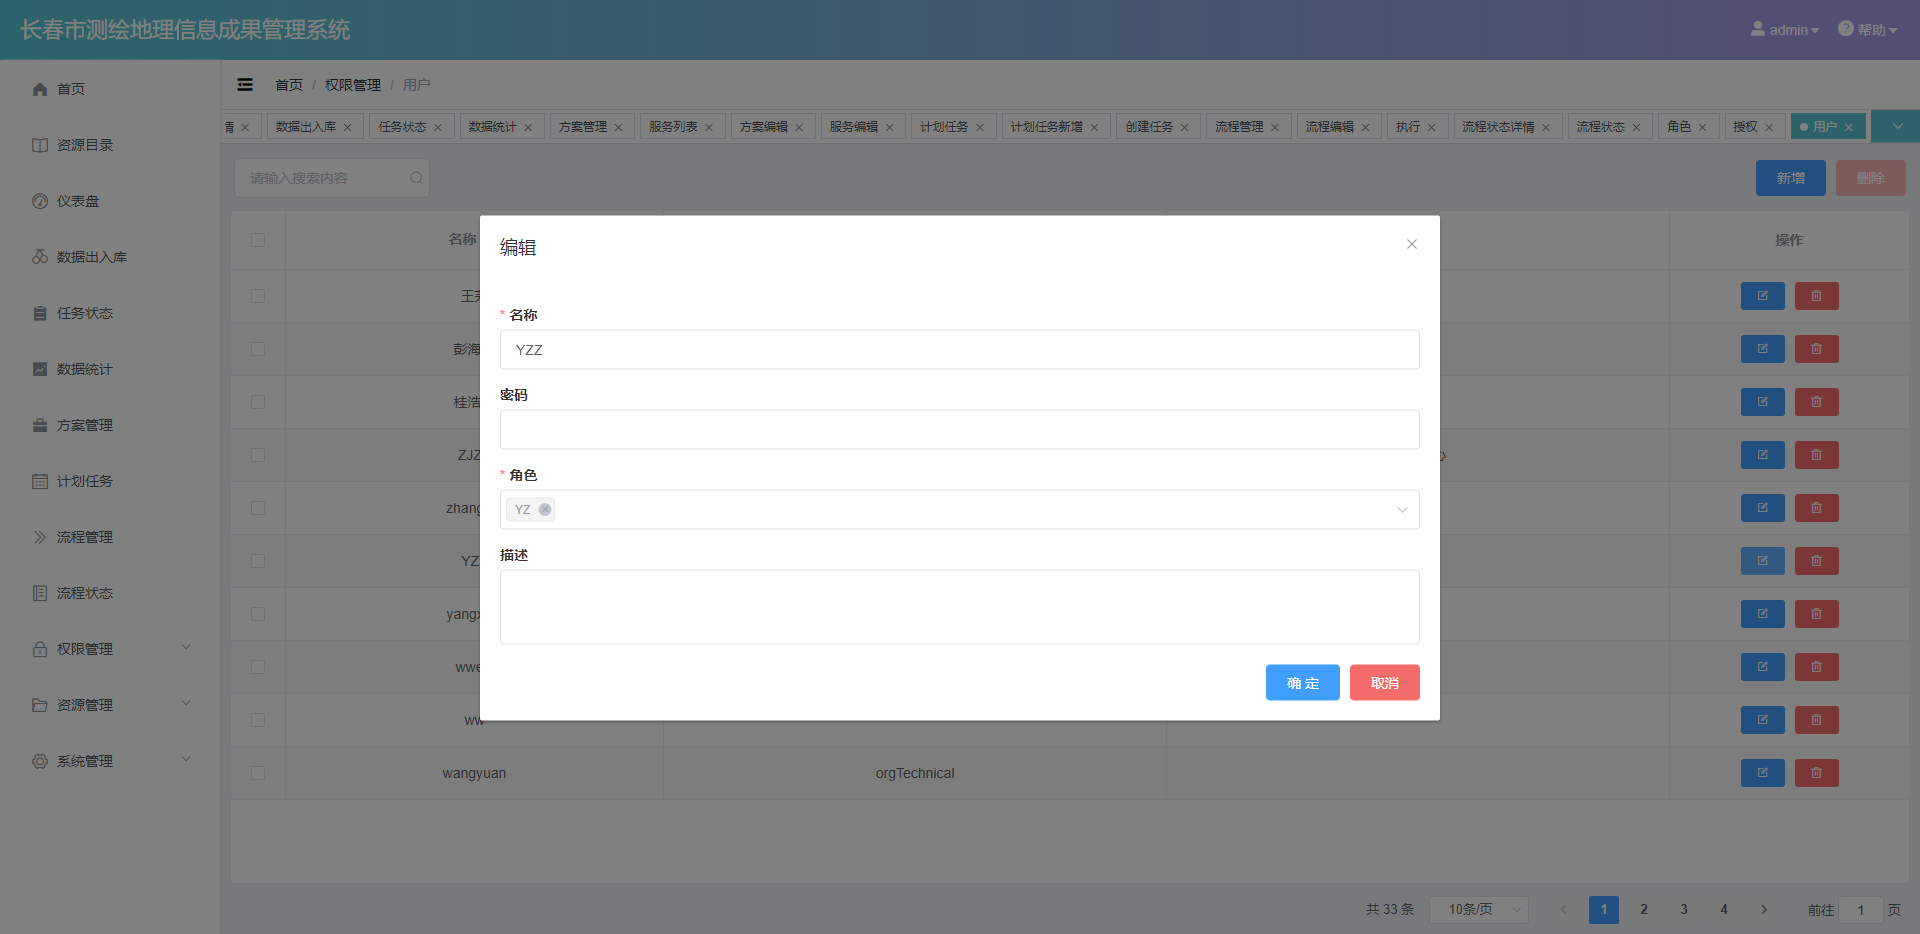 长春市测绘地理信息成果管理系统
admin
帮助
首页
资源目录
仪表盘
数据出入库
任务状态
数据统计
方案管理
计划任务
流程管理
流程状态
权限管理
资源管理
系统管理
首页 / 权限管理 / 用户
数据出入库 任务状态 数据统计 方案管理 服务列表 方案编辑 服务编辑 计划任务 计划任务新增 创建任务 流程管理 流程编辑 执行 流程状态详情 流程状态 角色 授权 用户
请输入搜索内容
新增 删除
名称 操作
彭海
桂浩
ZJZ
zhang
YZ
ww
wangyuan orgTechnical
编辑
* 名称
YZZ
密码
* 角色
YZ
描述
确 定 取消
共 33 条 10条/页 1 2 3 4 前往 1 页